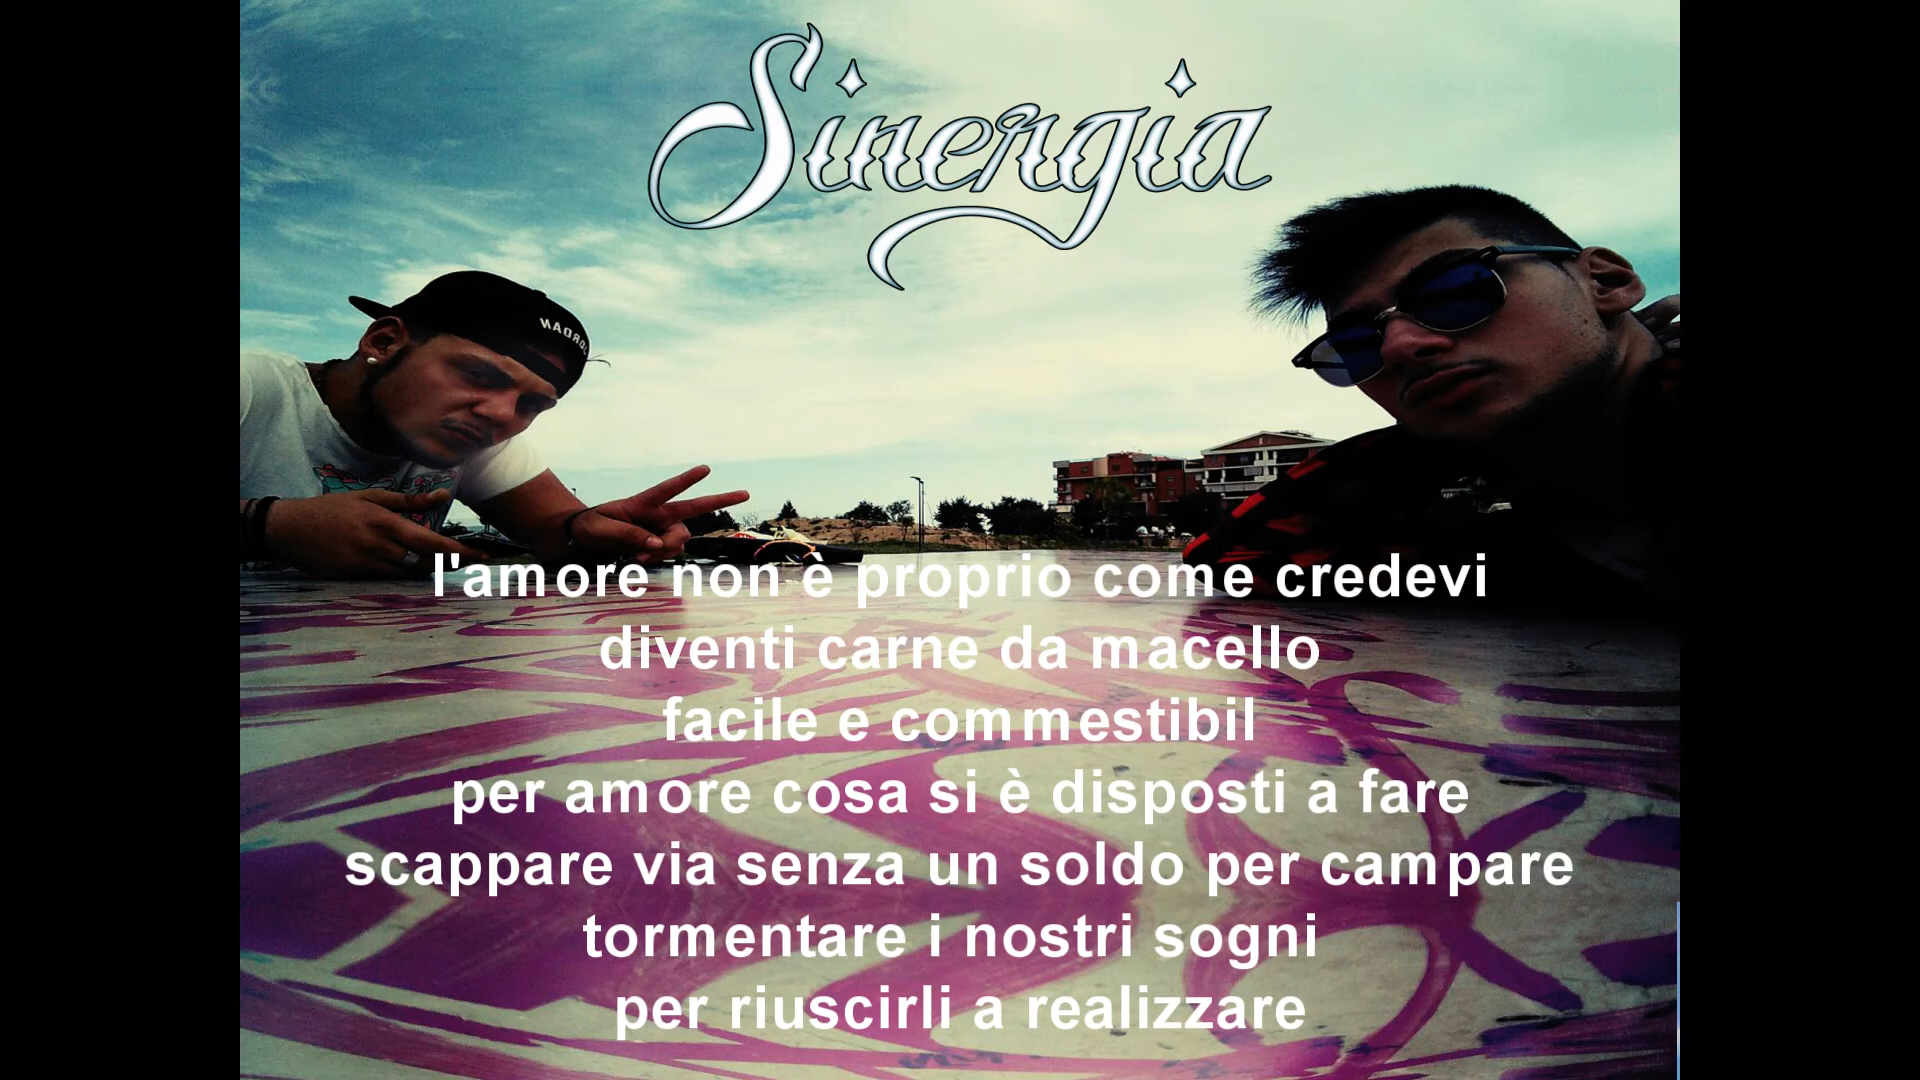 Sinergia
l'amore non è proprio come credevi
diventi carne da macello
facile e commestibil
per amore cosa si è disposti a fare
scappare via senza un soldo per campare
tormentare i nostri sogni
per riuscirli a realizzare